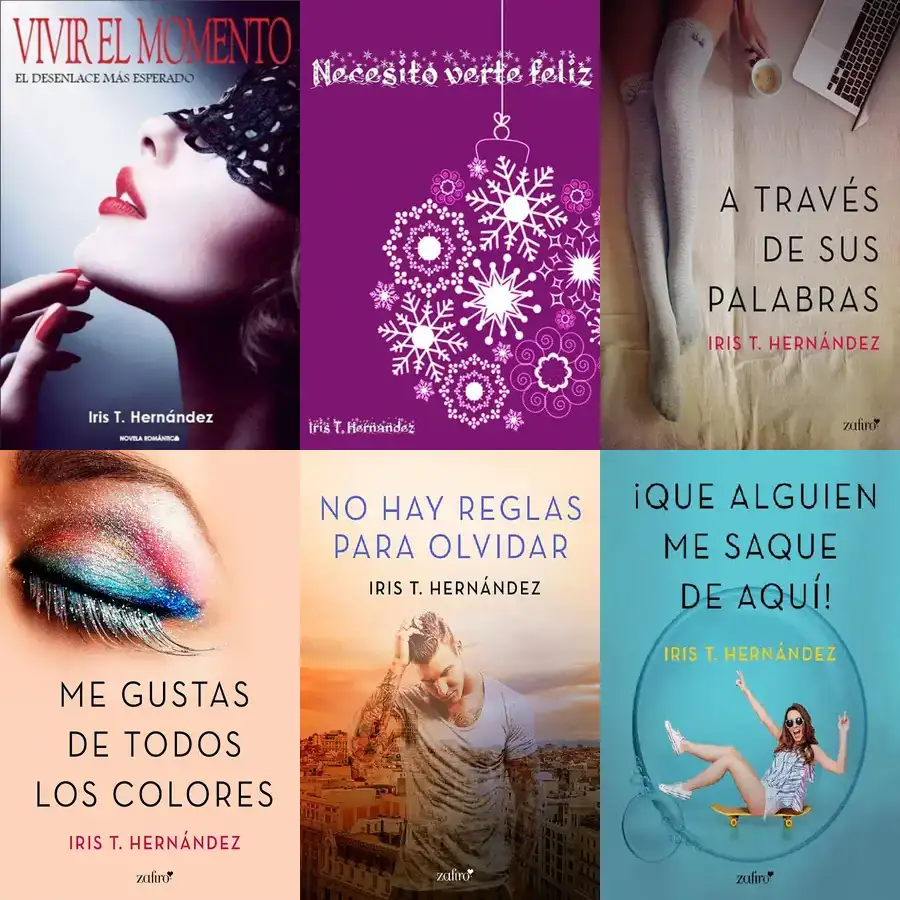 VIVIR EL MOMENTO
EL DESENLACE MÁS ESPERADO
Iris T. Hernández
NOVELA ROMÁNTICA
Necesito verte feliz
Iris T. Hernandez
A TRAVÉS
DE SUS
PALABRAS
IRIS T. HERNÁNDEZ
zafiro
ME GUSTAS
DE TODOS
LOS COLORES
IRIS T. HERNÁNDEZ
zafiro
NO HAY REGLAS
PARA OLVIDAR
IRIS T. HERNÁNDEZ
zafiro
¡QUE ALGUIEN
ME SAQUE
DE AQUÍ!
IRIS T. HERNÁNDEZ
zafiro